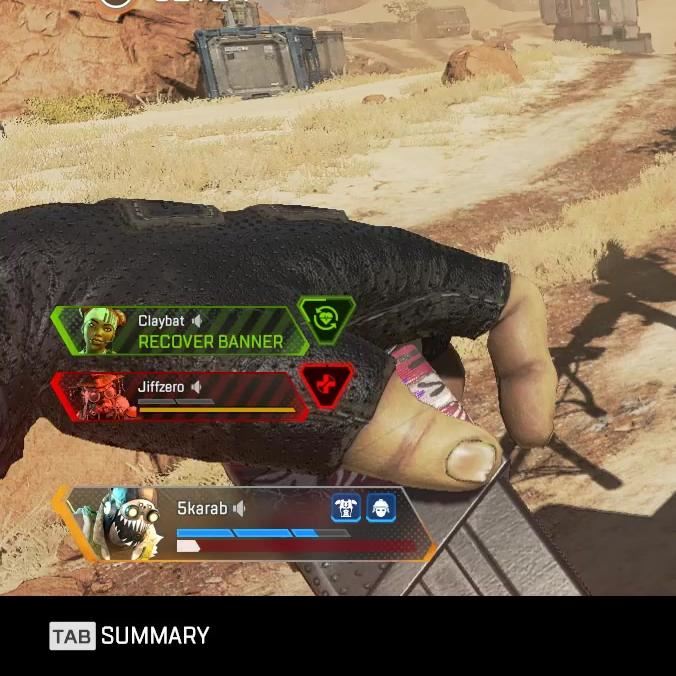 Claybat
RECOVER BANNER
Jiffzero
5karab
TAB SUMMARY